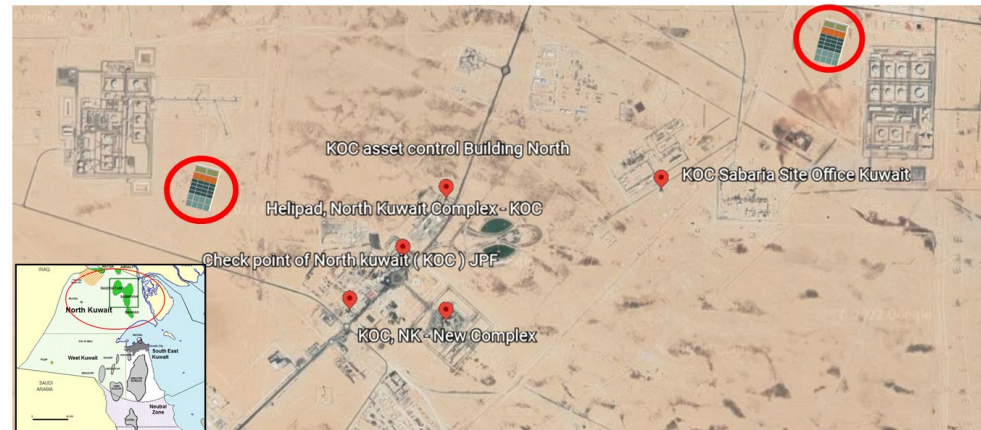 KOC asset control Building North
KOC Sabaria Site Office Kuwait
Helipad, North Kuwait Complex - KOC
Check point of North kuwait ( KOC ) JPF
KOC, NK - New Complex
IRAQ
North Kuwait
West Kuwait
South East
Kuwait
SAUDI
ARABIA
Neutral
Zone